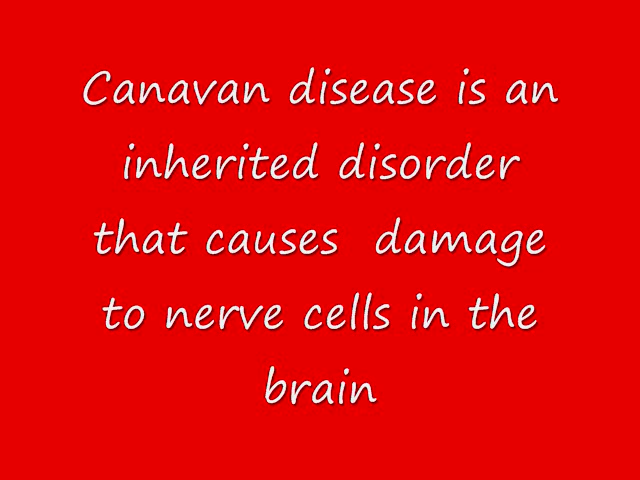 Canavan disease is an
inherited disorder
that causes  damage
to nerve cells in the
brain